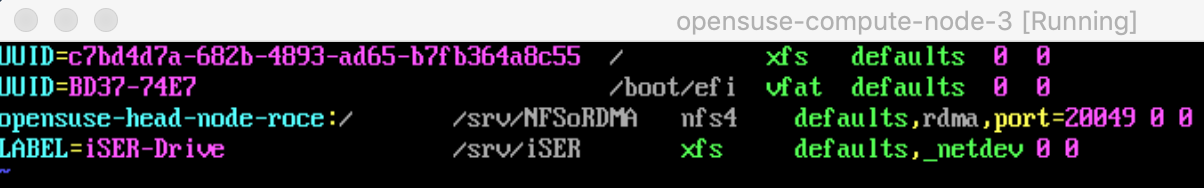 opensuse-compute-node-3 [Running]
UUID=c7bd4d7a-682b-4893-ad65-b7fb364a8c55 / xfs defaults 0 0
UUID=BD37-74E7 /boot/efi vfat defaults 0 0
opensuse-head-node-roce:/ /srv/NFSoRDMA nfs4 defaults,rdma,port=20049 0 0
LABEL=iSER-Drive /srv/iSER xfs defaults,_netdev 0 0
~